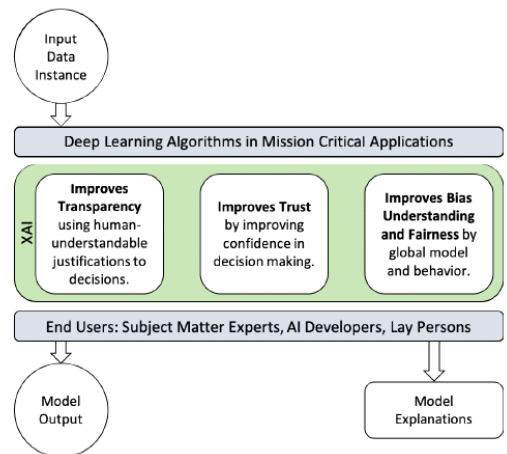 Input
Data
Instance
Deep Learning Algorithms in Mission Critical Applications
XAI
Improves
Transparency
using human-
understandable
justifications to
decisions.
Improves Trust
by improving
confidence in
decision making.
Improves Bias
Understanding
and Fairness by
global model
and behavior.
End Users: Subject Matter Experts, AI Developers, Lay Persons
Model
Output
Model
Explanations